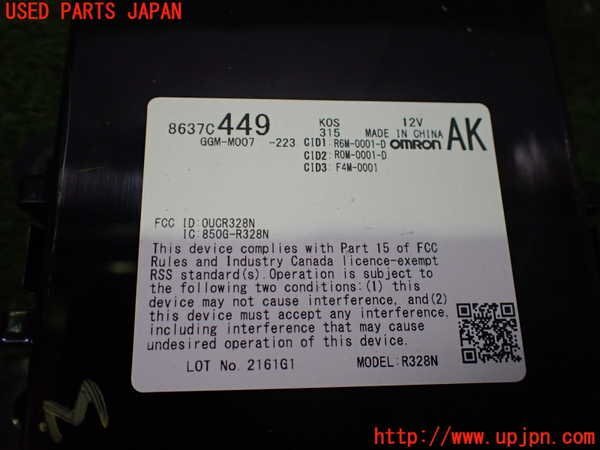 USED PARTS JAPAN
8637C449 KOS 12V
315 MADE IN CHINA AK
GGM-M007 -223 CID1:R6M-0001-D OMRON
CID2:R0M-0001-D
CID3:F4M-0001
FCC ID:OUCR328N
IC:850G-R328N
This device complies with Part 15 of FCC
Rules and Industry Canada licence-exempt
RSS standard(s).Operation is subject to
the following two conditions:(1) this
device may not cause interference, and(2)
this device must accept any interference,
including interference that may cause
undesired operation of this device.
LOT No. 2161G1 MODEL:R328N
M
http://www.upjpn.com/